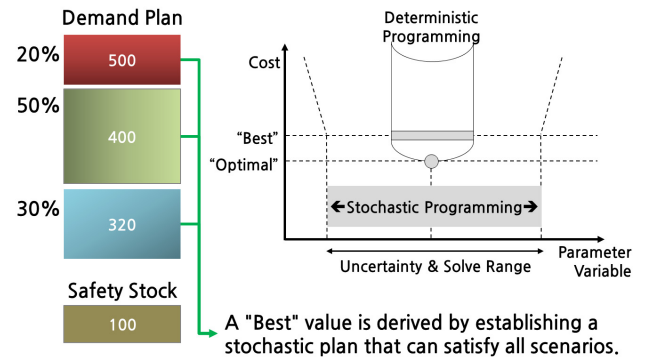 Demand Plan
20%
500
50%
400
30%
320
Safety Stock
100
Deterministic
Programming
Cost
“Best”
“Optimal”
🡸Stochastic Programming🡺
Uncertainty & Solve Range
Parameter
Variable
A "Best" value is derived by establishing a
stochastic plan that can satisfy all scenarios.